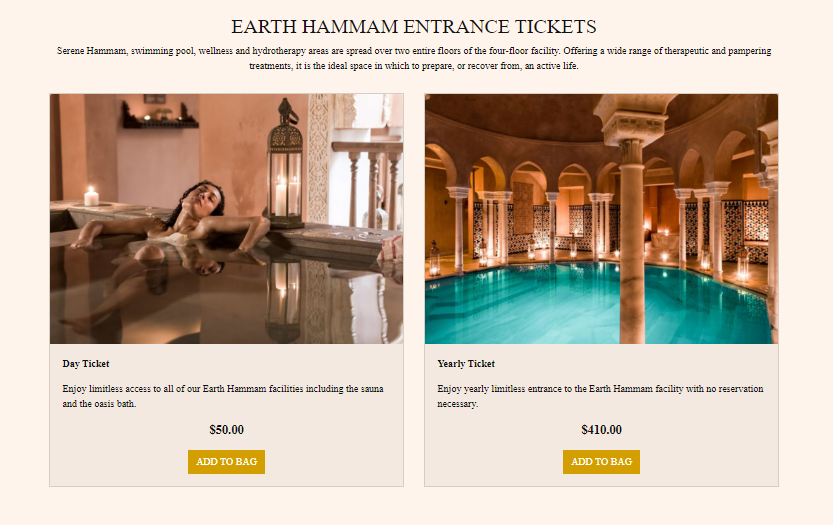 EARTH HAMMAM ENTRANCE TICKETS
Serene Hammam, swimming pool, wellness and hydrotherapy areas are spread over two entire floors of the four-floor facility. Offering a wide range of therapeutic and pampering
treatments, it is the ideal space in which to prepare, or recover from, an active life.
Day Ticket
Enjoy limitless access to all of our Earth Hammam facilities including the sauna
and the oasis bath.
$50.00
ADD TO BAG
Yearly Ticket
Enjoy yearly limitless entrance to the Earth Hammam facility with no reservation
necessary.
$410.00
ADD TO BAG